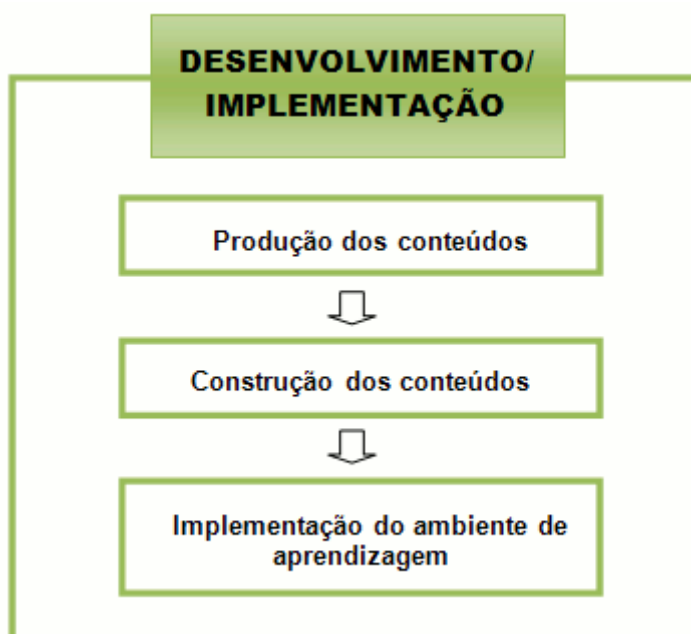 DESENVOLVIMENTO/
IMPLEMENTAÇÃO
Produção dos conteúdos
Construção dos conteúdos
Implementação do ambiente de
aprendizagem